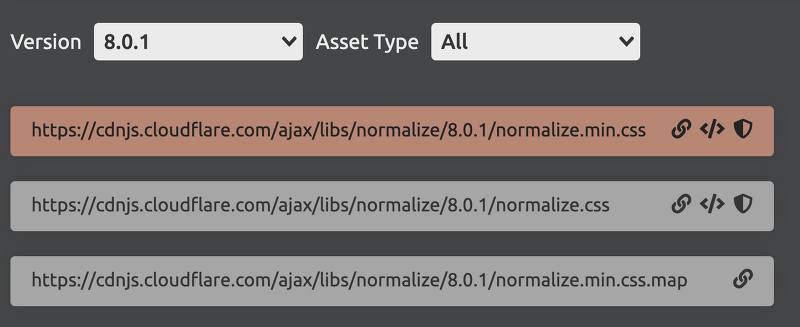 Version 8.0.1 Asset Type All
https://cdnjs.cloudflare.com/ajax/libs/normalize/8.0.1/normalize.min.css
https://cdnjs.cloudflare.com/ajax/libs/normalize/8.0.1/normalize.css
https://cdnjs.cloudflare.com/ajax/libs/normalize/8.0.1/normalize.min.css.map